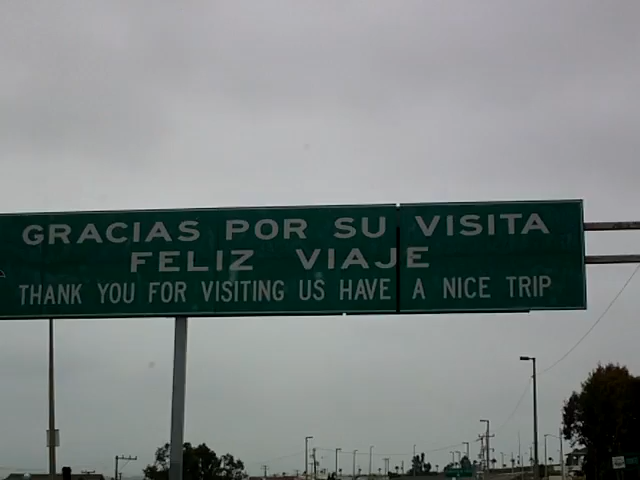 GRACIAS POR SU VISITA
FELIZ VIAJE
THANK YOU FOR VISITING US HAVE A NICE TRIP